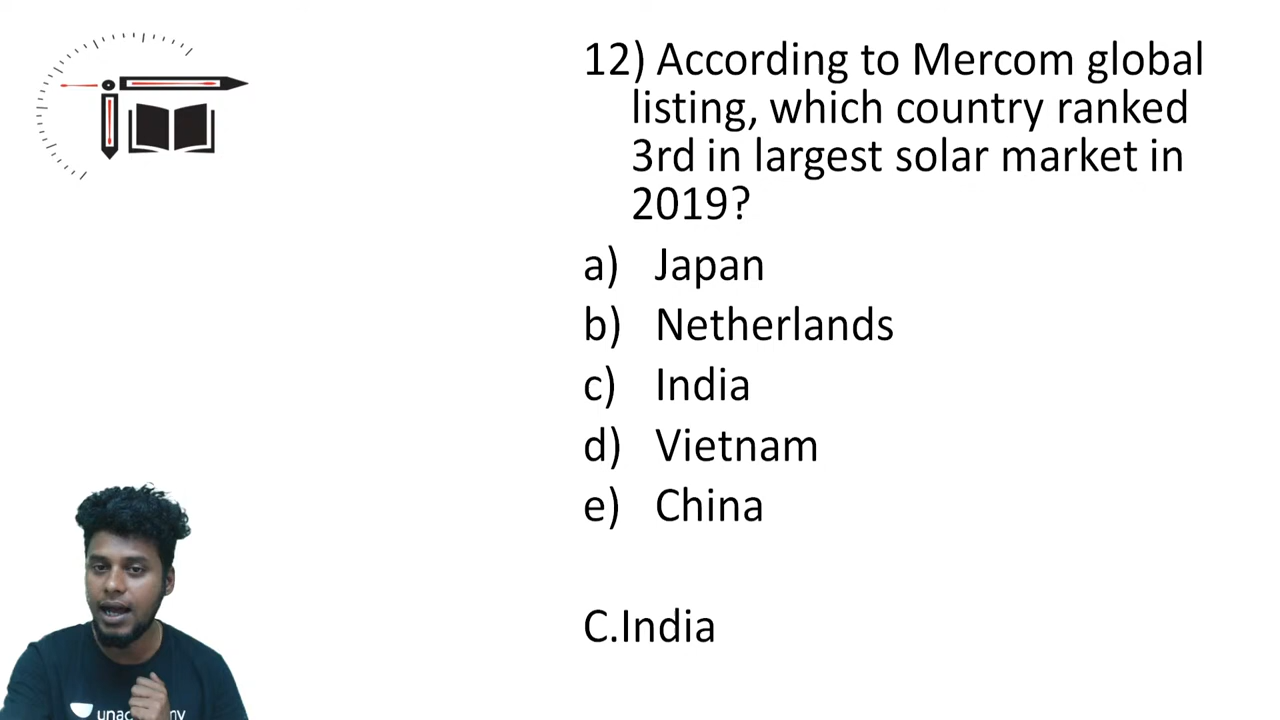 12) According to Mercom global
listing, which country ranked
3rd in largest solar market in
2019?
a) Japan
b) Netherlands
c) India
d) Vietnam
e) China
C.India